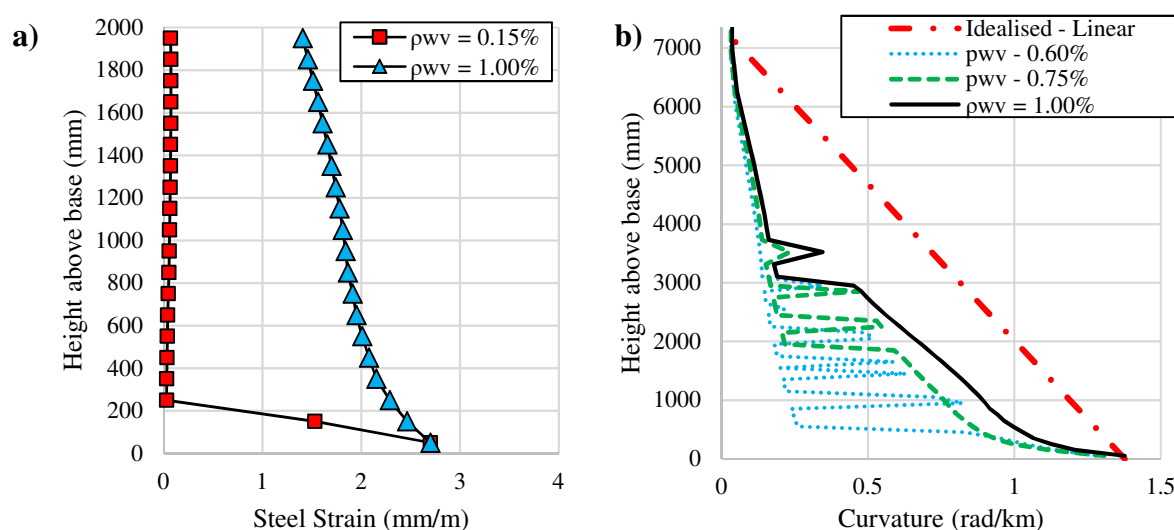 a)
ρwv = 0.15%
ρwv = 1.00%
2000
1800
1600
1400
1200
1000
800
600
400
200
0
Height above base (mm)
0
1
2
3
4
Steel Strain (mm/m)
b)
Idealised - Linear
pwv - 0.60%
pwv - 0.75%
ρwv = 1.00%
7000
6000
5000
4000
3000
2000
1000
0
Height above base (mm)
0
0.5
1
1.5
Curvature (rad/km)